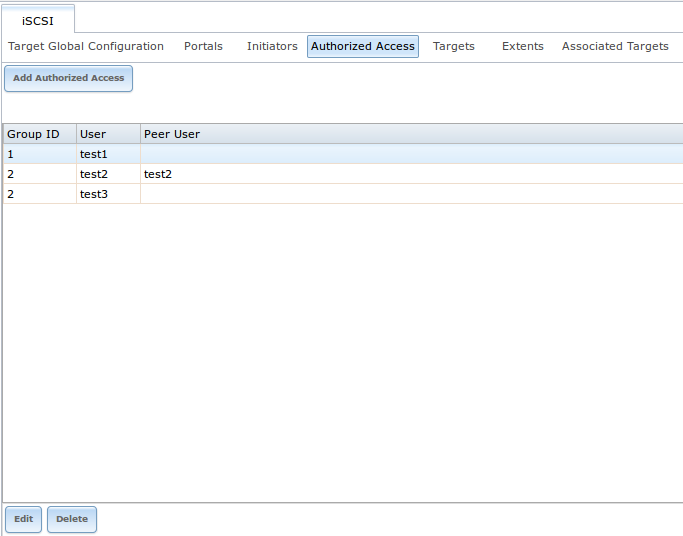 iSCSI
Target Global Configuration Portals Initiators Authorized Access Targets Extents Associated Targets
Add Authorized Access
Group ID User Peer User
1 test1
2 test2 test2
2 test3
Edit Delete